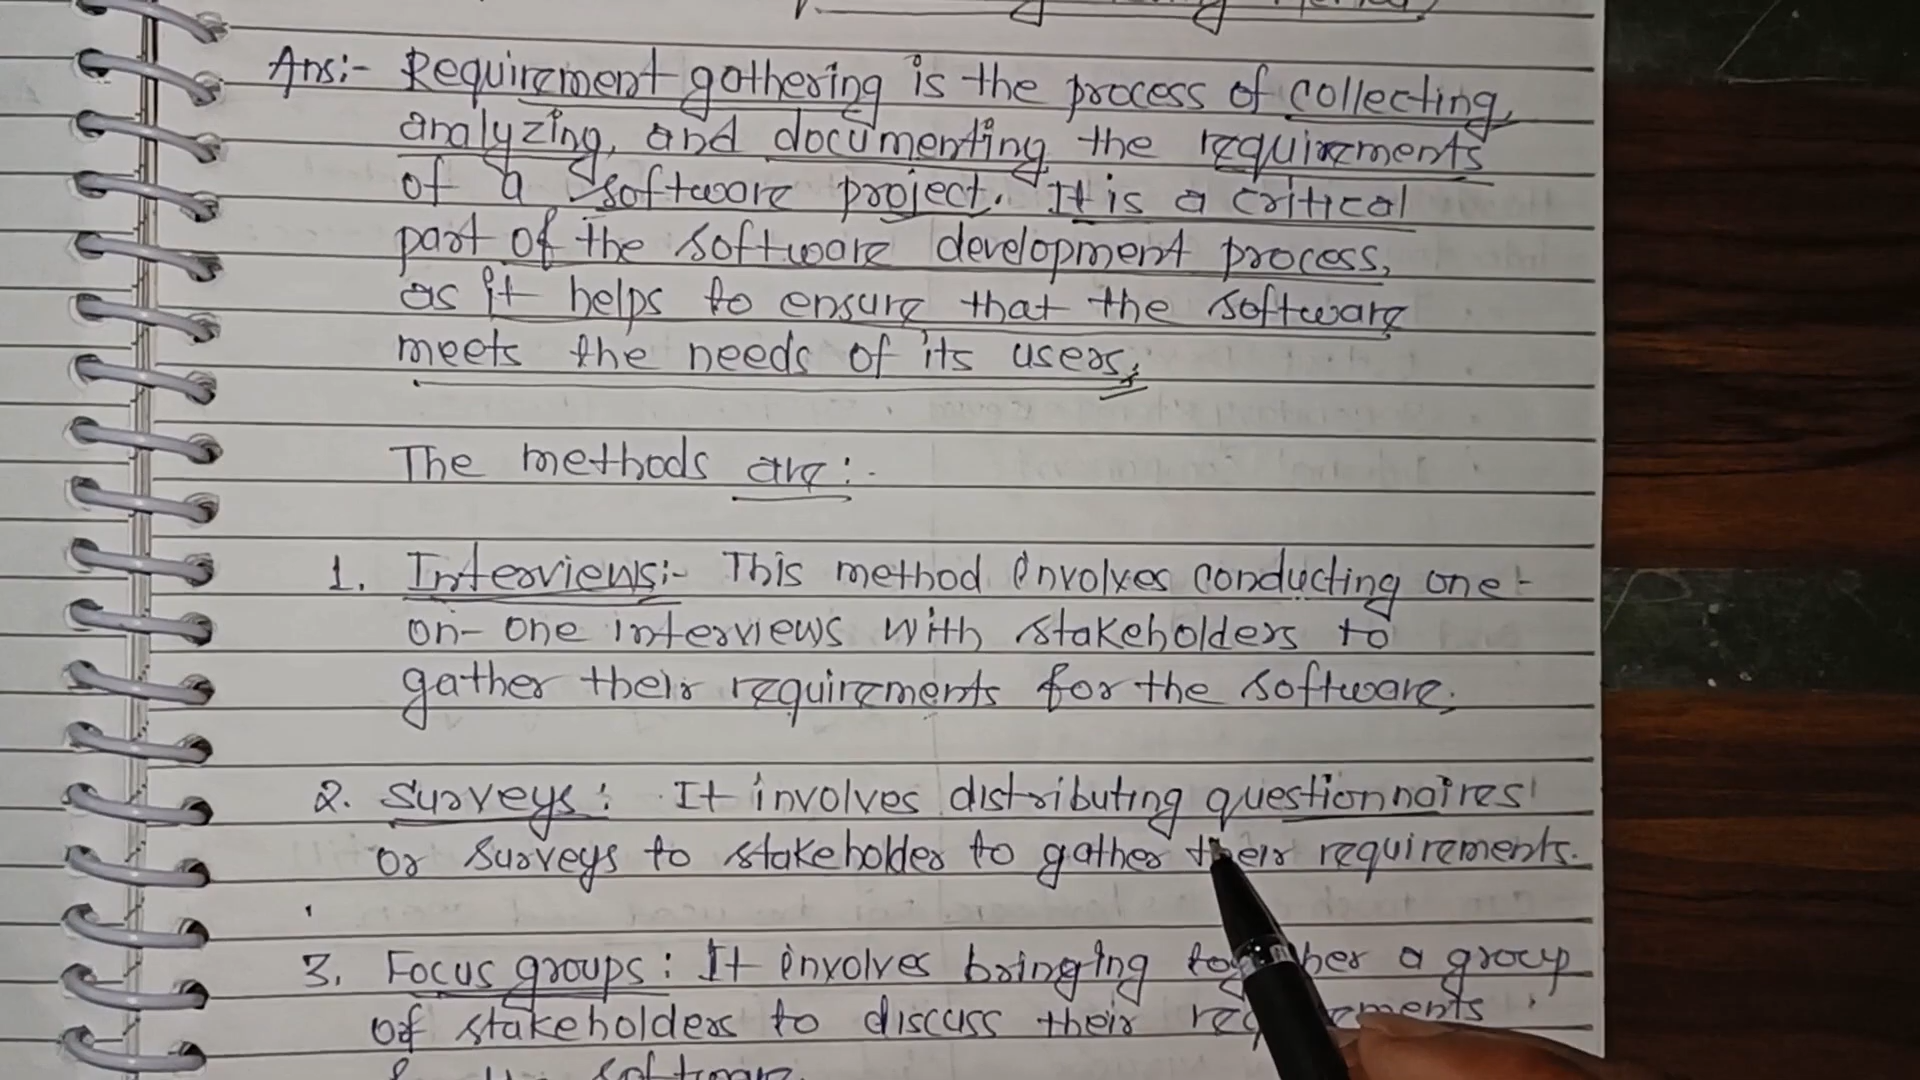 Ans:- Requirement gathering is the process of collecting,
analyzing, and documenting the requirements
of a software project. It is a critical
part of the software development process,
as it helps to ensure that the software
meets the needs of its users.
The methods are:-
1. Interviews:- This method involves conducting one-
on-one interviews with stakeholders to
gather their requirements for the software.
2. Surveys: It involves distributing questionnaires
or surveys to stakeholder to gather their requirements.
3. Focus groups: It involves bringing together a group
of stakeholders to discuss their requirements
software